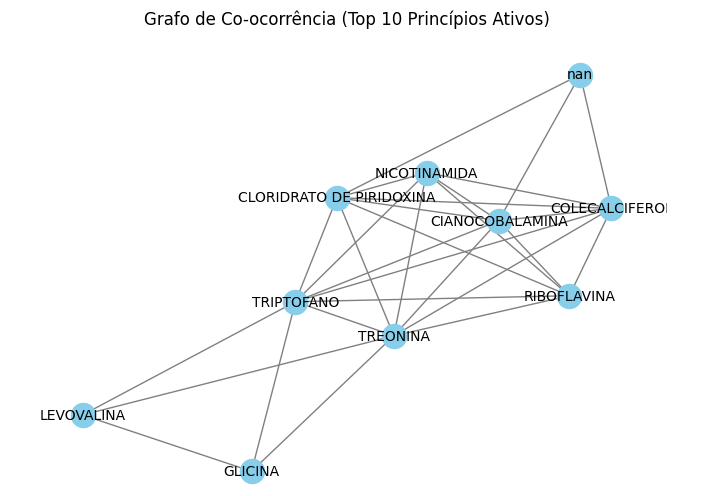 Grafo de Co-ocorrência (Top 10 Princípios Ativos)
nan
NICOTINAMIDA
CLORIDRATO DE PIRIDOXINA
COLECALCIFEROL
CIANOCOBALAMINA
RIBOFLAVINA
TRIPTOFANO
TREONINA
LEVOVALINA
GLICINA